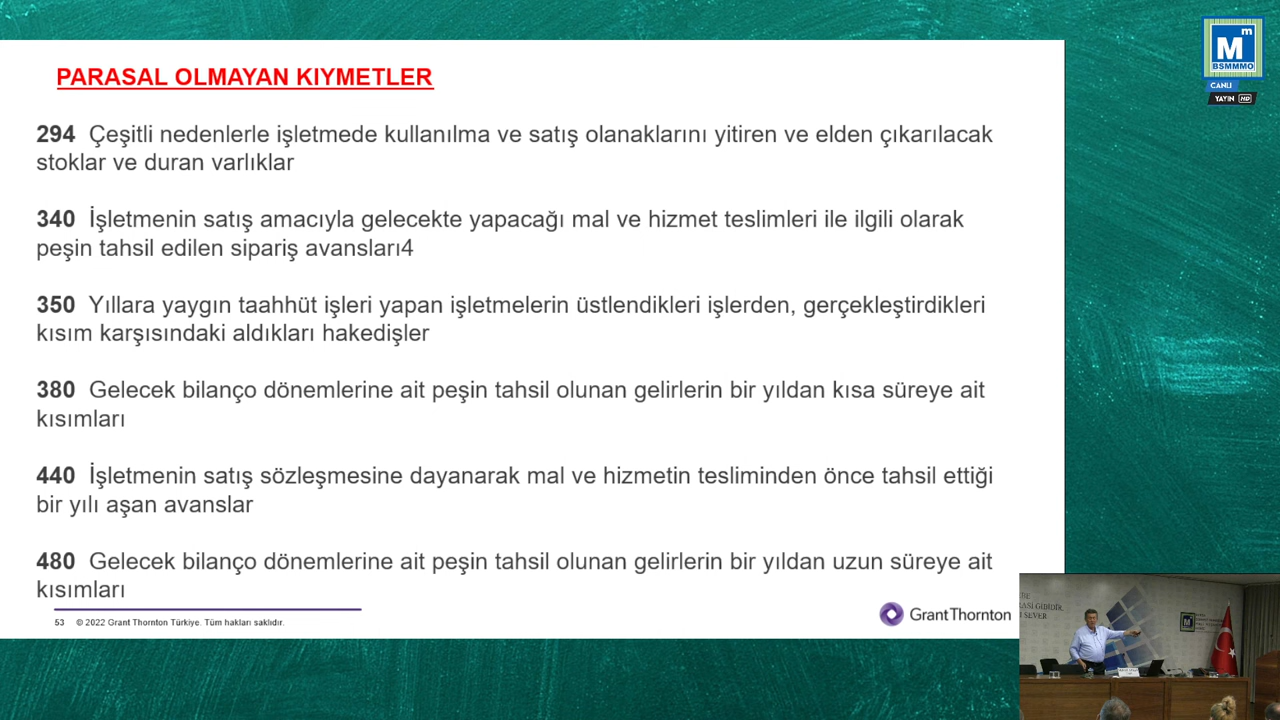 PARASAL OLMAYAN KIYMETLER
294 Çeşitli nedenlerle işletmede kullanılma ve satış olanaklarını yitiren ve elden çıkarılacak
stoklar ve duran varlıklar
340 İşletmenin satış amacıyla gelecekte yapacağı mal ve hizmet teslimleri ile ilgili olarak
peşin tahsil edilen sipariş avansları4
350 Yıllara yaygın taahhüt işleri yapan işletmelerin üstlendikleri işlerden, gerçekleştirdikleri
kısım karşısındaki aldıkları hakedişler
380 Gelecek bilanço dönemlerine ait peşin tahsil olunan gelirlerin bir yıldan kısa süreye ait
kısımları
440 İşletmenin satış sözleşmesine dayanarak mal ve hizmetin tesliminden önce tahsil ettiği
bir yılı aşan avanslar
480 Gelecek bilanço dönemlerine ait peşin tahsil olunan gelirlerin bir yıldan uzun süreye ait
kısımları
53 © 2022 Grant Thornton Türkiye. Tüm hakları saklıdır.
GrantThornton
Mm
BSMMMO
CANLI
YAYIN HD
SEVER